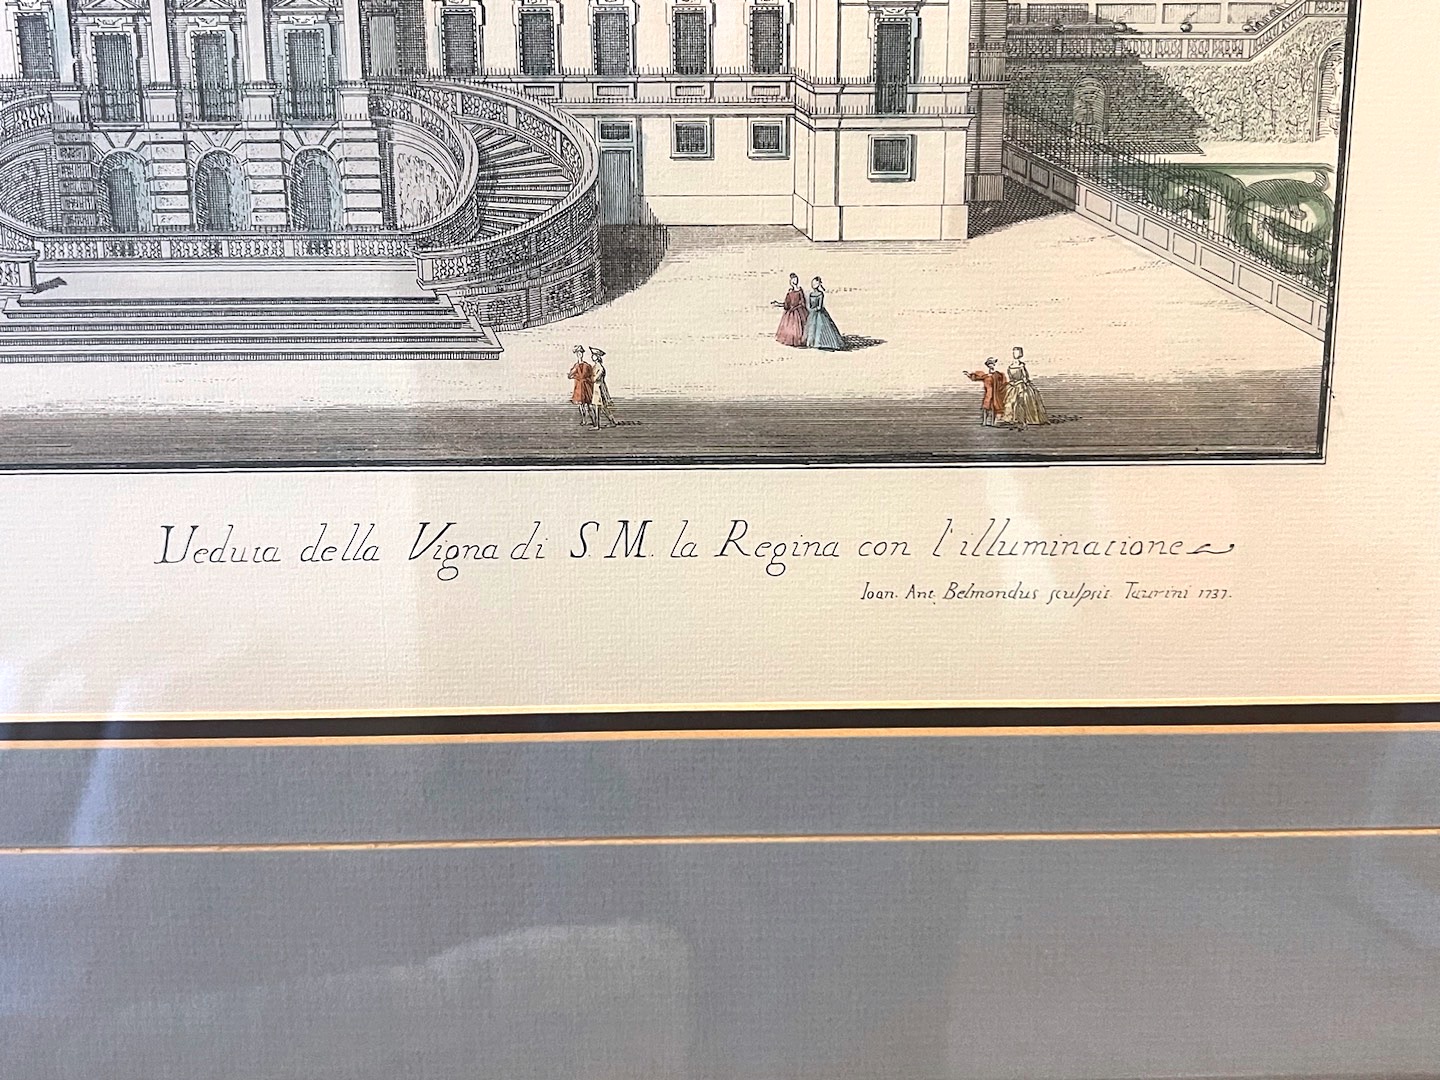 Veduta della Vigna di S. M. la Regina con l'illuminatione
Ioan. Ant. Belmondus sculpsit Taurini 1737.